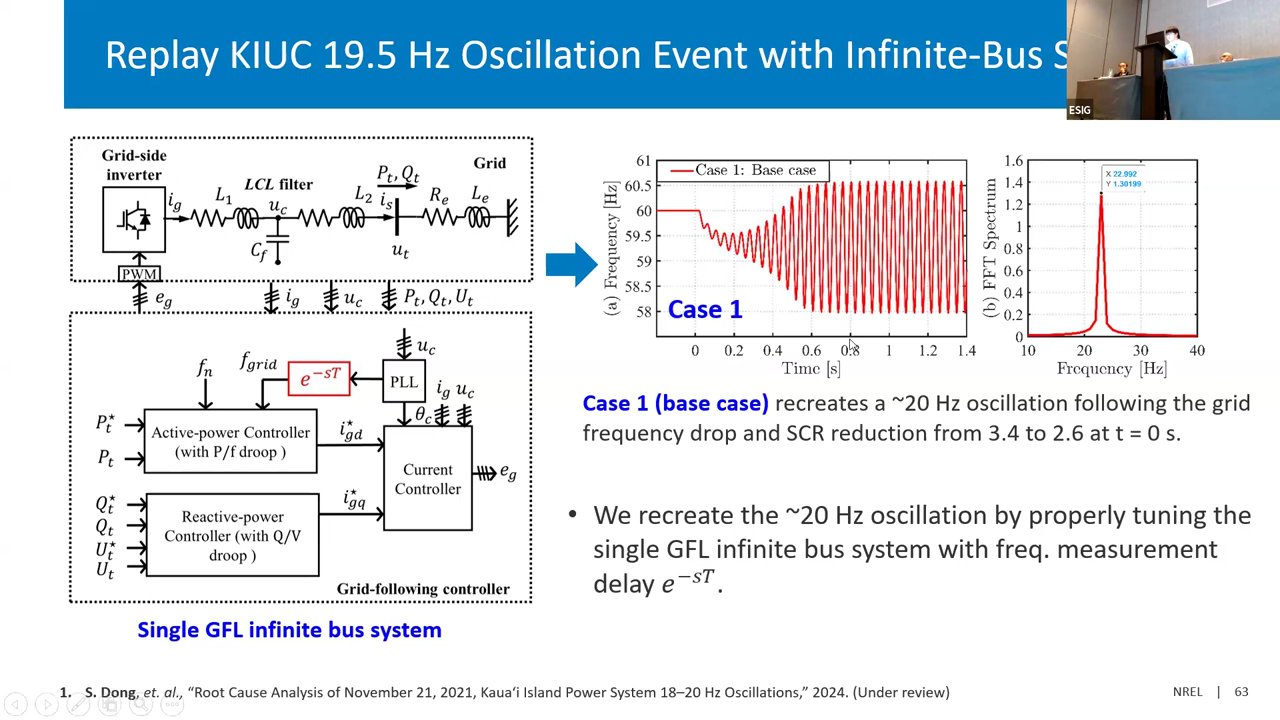 Replay KIUC 19.5 Hz Oscillation Event with Infinite-Bus S
ESIG
Grid-side
inverter
LCL filter
Grid
P_t, Q_t
i_g
L_1
u_c
L_2
i_s
R_e
L_e
C_f
u_t
PWM
e_g
i_g
u_c
P_t, Q_t, U_t
u_c
f_n
f_grid
e^{-sT}
PLL
i_g u_c
θ_c
P_t^⋆
P_t
Active-power Controller
(with P/f droop )
i_gd^⋆
Current
Controller
e_g
Q_t^⋆
Q_t
U_t^⋆
U_t
Reactive-power
Controller (with Q/V
droop )
i_gq^⋆
Grid-following controller
Single GFL infinite bus system
(a) Frequency [Hz]
61
60.5
60
59.5
59
58.5
58
Case 1: Base case
Case 1
0 0.2 0.4 0.6 0.8 1 1.2 1.4
Time [s]
(b) FFT Spectrum
1.6
1.4
1.2
1
0.8
0.6
0.4
0.2
0
X 22.992
Y 1.30199
10 20 30 40
Frequency [Hz]
Case 1 (base case) recreates a ~20 Hz oscillation following the grid
frequency drop and SCR reduction from 3.4 to 2.6 at t = 0 s.
• We recreate the ~20 Hz oscillation by properly tuning the
single GFL infinite bus system with freq. measurement
delay e^{-sT}.
1. S. Dong, et. al., “Root Cause Analysis of November 21, 2021, Kauaʻi Island Power System 18–20 Hz Oscillations,” 2024. (Under review)
NREL | 63